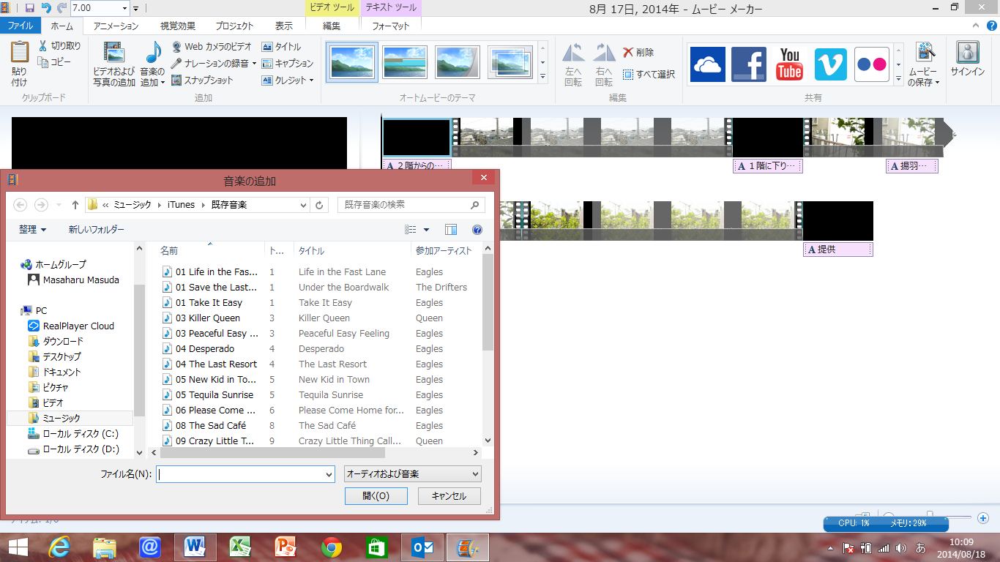 7.00
ビデオ ツール
テキスト ツール
8月 17日, 2014年 - ムービー メーカー
ファイル
ホーム
アニメーション
視覚効果
プロジェクト
表示
編集
フォーマット
貼り付け
切り取り
コピー
クリップボード
ビデオおよび写真の追加
音楽の追加
Web カメラのビデオ
ナレーションの録音
スナップショット
タイトル
キャプション
クレジット
追加
オートムービーのテーマ
左へ回転
右へ回転
削除
すべて選択
編集
You Tube
共有
ムービーの保存
サインイン
A 2 階からの...
A 1 階に下り...
A 揚羽...
A 提供
音楽の追加
« ミュージック › iTunes › 既存音楽
既存音楽の検索
整理
新しいフォルダー
ホームグループ
Masaharu Masuda
PC
RealPlayer Cloud
ダウンロード
デスクトップ
ドキュメント
ピクチャ
ビデオ
ミュージック
ローカル ディスク (C:)
ローカル ディスク (D:)
名前 ト... タイトル 参加アーティスト
01 Life in the Fas... 1 Life in the Fast Lane Eagles
01 Save the Last... 1 Under the Boardwalk The Drifters
01 Take It Easy 1 Take It Easy Eagles
03 Killer Queen 3 Killer Queen Queen
03 Peaceful Easy ... 3 Peaceful Easy Feeling Eagles
04 Desperado 4 Desperado Eagles
04 The Last Resort 4 The Last Resort Eagles
05 New Kid in To... 5 New Kid in Town Eagles
05 Tequila Sunrise 5 Tequila Sunrise Eagles
06 Please Come ... 6 Please Come Home for... Eagles
08 The Sad Café 8 The Sad Café Eagles
09 Crazy Little T... 9 Crazy Little Thing Call... Queen
ファイル名(N):
オーディオおよび音楽
開く(O)
キャンセル
CPU: 1% メモリ: 29%
あ
10:09
2014/08/18